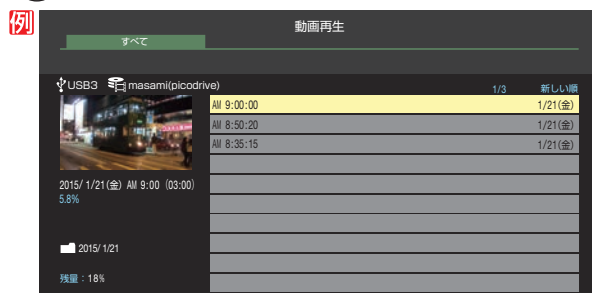 例
動画再生
すべて
USB3 masami(picodrive)
1/3 新しい順
AM 9:00:00 1/21(金)
AM 8:50:20 1/21(金)
AM 8:35:15 1/21(金)
2015/ 1/21(金) AM 9:00 (03:00)
5.8%
2015/ 1/21
残量：18%